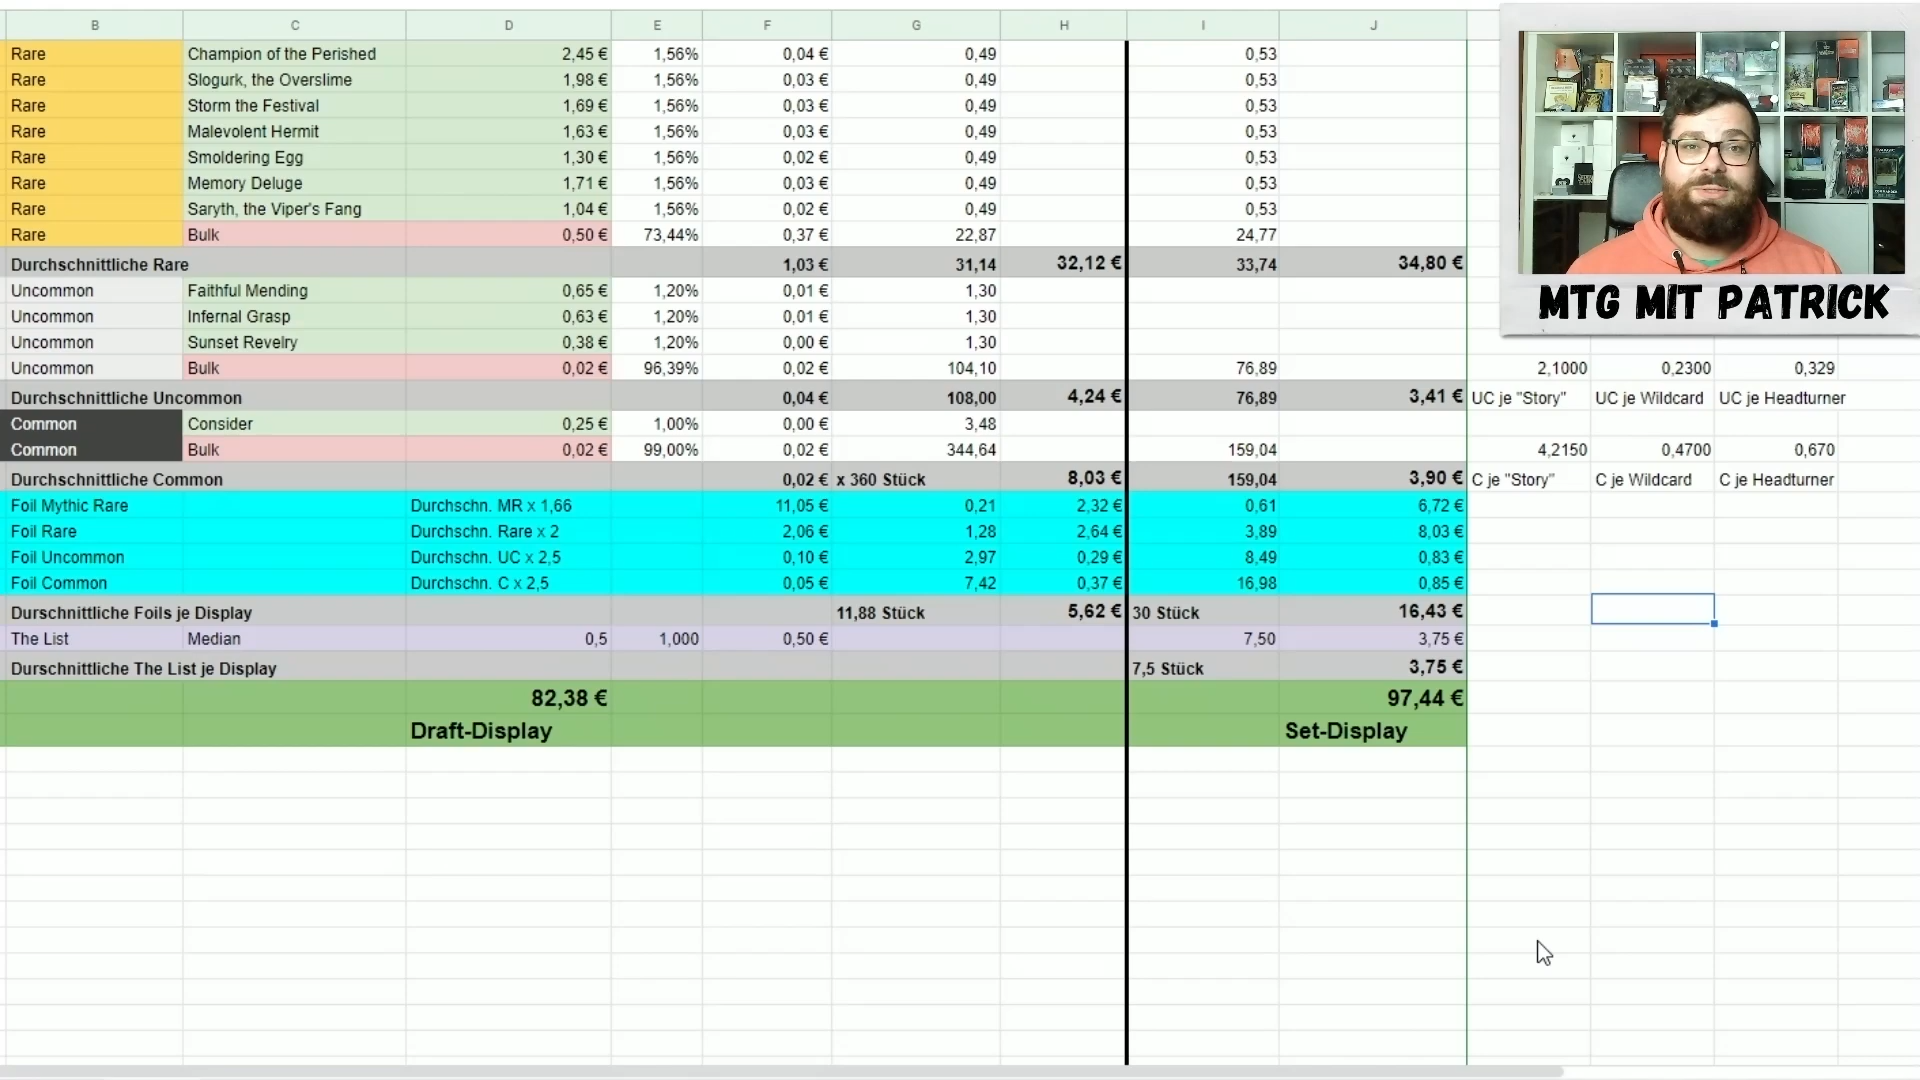 B C D E F G H I J
Rare Champion of the Perished 2,45 € 1,56% 0,04 € 0,49 0,53
Rare Slogurk, the Overslime 1,98 € 1,56% 0,03 € 0,49 0,53
Rare Storm the Festival 1,69 € 1,56% 0,03 € 0,49 0,53
Rare Malevolent Hermit 1,63 € 1,56% 0,03 € 0,49 0,53
Rare Smoldering Egg 1,30 € 1,56% 0,02 € 0,49 0,53
Rare Memory Deluge 1,71 € 1,56% 0,03 € 0,49 0,53
Rare Saryth, the Viper's Fang 1,04 € 1,56% 0,02 € 0,49 0,53
Rare Bulk 0,50 € 73,44% 0,37 € 22,87 24,77
Durchschnittliche Rare 1,03 € 31,14 32,12 € 33,74 34,80 €
Uncommon Faithful Mending 0,65 € 1,20% 0,01 € 1,30
Uncommon Infernal Grasp 0,63 € 1,20% 0,01 € 1,30
MTG MIT PATRICK
Uncommon Sunset Revelry 0,38 € 1,20% 0,00 € 1,30
Uncommon Bulk 0,02 € 96,39% 0,02 € 104,10 76,89 2,1000 0,2300 0,329
Durchschnittliche Uncommon 0,04 € 108,00 4,24 € 76,89 3,41 € UC je "Story" UC je Wildcard UC je Headturner
Common Consider 0,25 € 1,00% 0,00 € 3,48
Common Bulk 0,02 € 99,00% 0,02 € 344,64 159,04 4,2150 0,4700 0,670
Durchschnittliche Common 0,02 € x 360 Stück 8,03 € 159,04 3,90 € C je "Story" C je Wildcard C je Headturner
Foil Mythic Rare Durchschn. MR x 1,66 11,05 € 0,21 2,32 € 0,61 6,72 €
Foil Rare Durchschn. Rare x 2 2,06 € 1,28 2,64 € 3,89 8,03 €
Foil Uncommon Durchschn. UC x 2,5 0,10 € 2,97 0,29 € 8,49 0,83 €
Foil Common Durchschn. C x 2,5 0,05 € 7,42 0,37 € 16,98 0,85 €
Durschnittliche Foils je Display 11,88 Stück 5,62 € 30 Stück 16,43 €
The List Median 0,5 1,000 0,50 € 7,50 3,75 €
Durschnittliche The List je Display 7,5 Stück 3,75 €
82,38 € 97,44 €
Draft-Display Set-Display